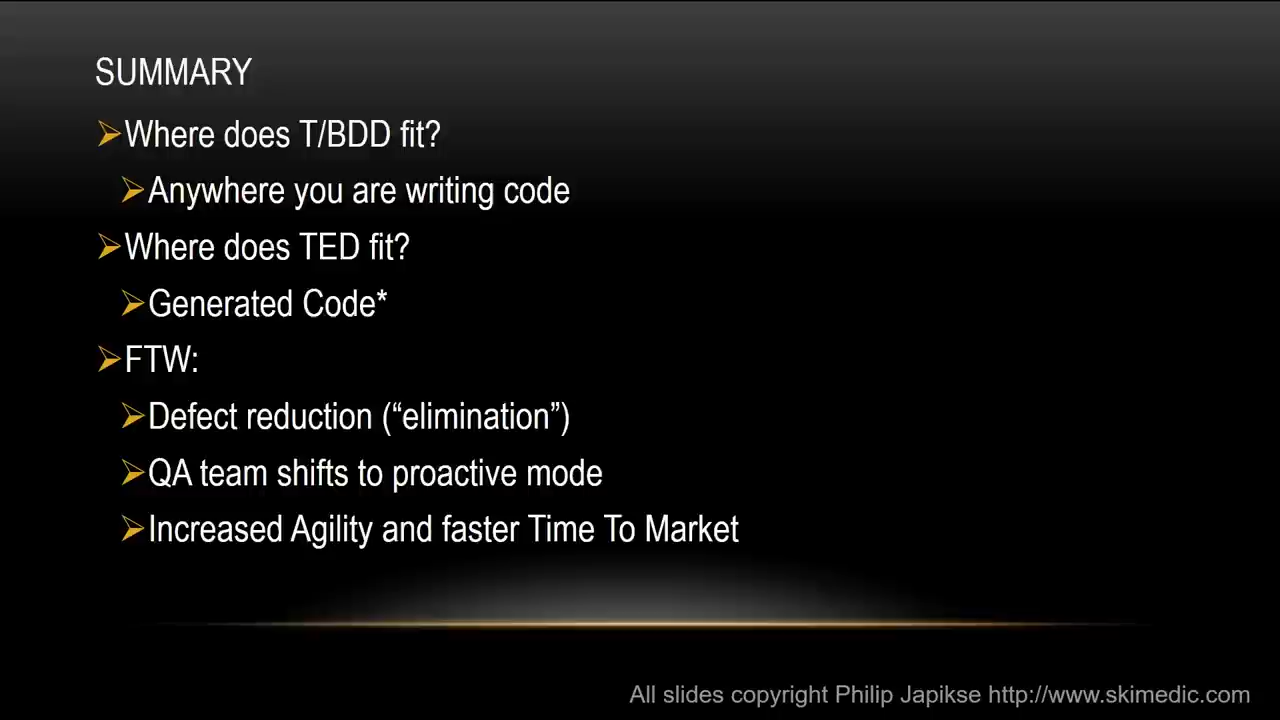 SUMMARY
Where does T/BDD fit?
Anywhere you are writing code
Where does TED fit?
Generated Code*
FTW:
Defect reduction (“elimination”)
QA team shifts to proactive mode
Increased Agility and faster Time To Market
All slides copyright Philip Japikse http://www.skimedic.com